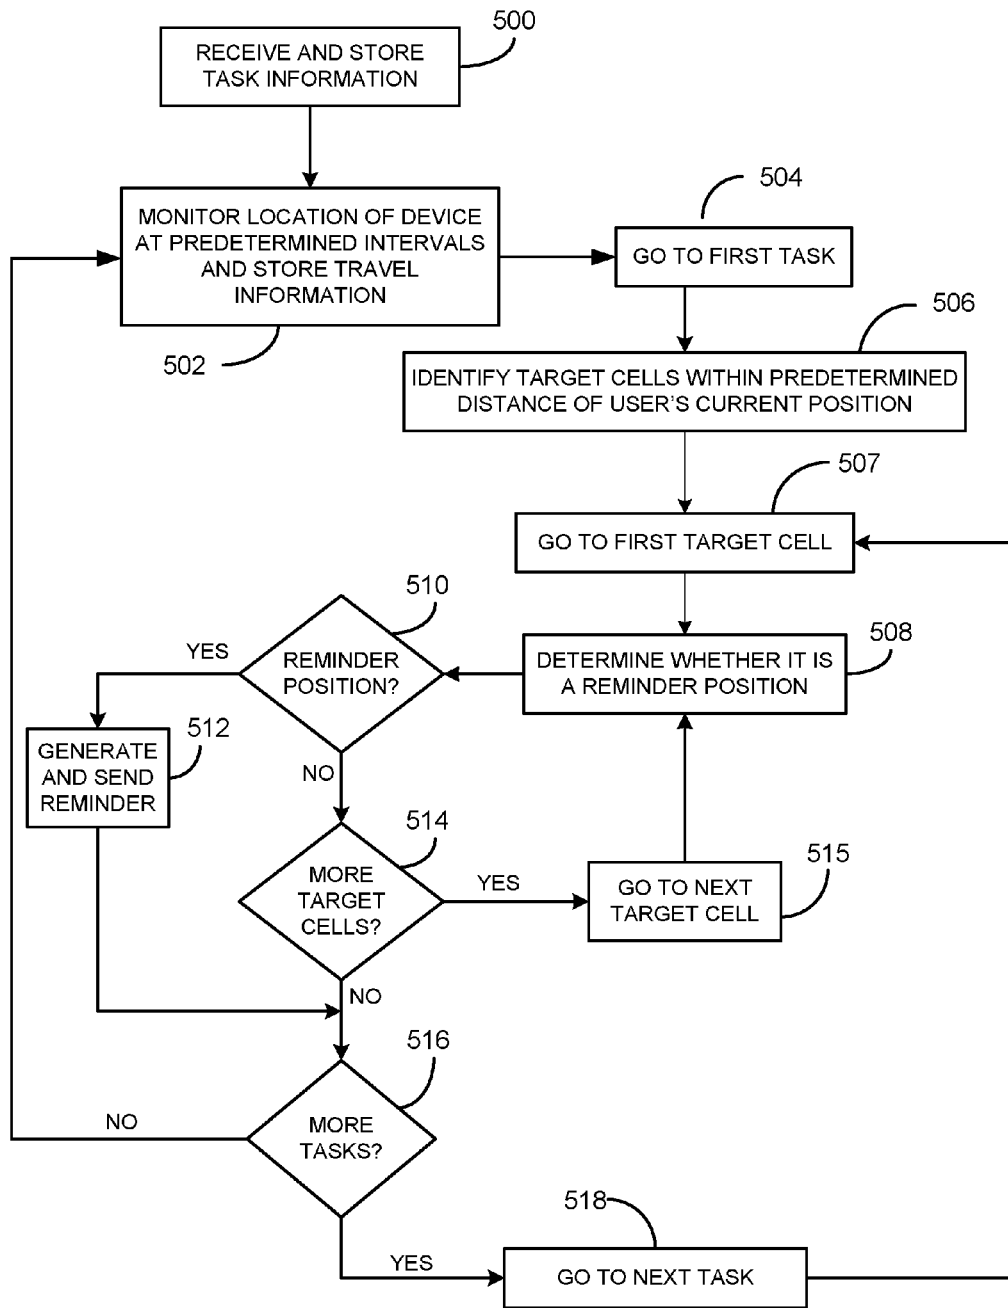 500
RECEIVE AND STORE
TASK INFORMATION
504
MONITOR LOCATION OF DEVICE
AT PREDETERMINED INTERVALS
AND STORE TRAVEL
INFORMATION
GO TO FIRST TASK
502
506
IDENTIFY TARGET CELLS WITHIN PREDETERMINED
DISTANCE OF USER'S CURRENT POSITION
507
GO TO FIRST TARGET CELL
510
508
YES
REMINDER
POSITION?
DETERMINE WHETHER IT IS
A REMINDER POSITION
512
GENERATE
AND SEND
REMINDER
NO
514
MORE
TARGET
CELLS?
YES
515
GO TO NEXT
TARGET CELL
NO
516
MORE
TASKS?
NO
518
YES
GO TO NEXT TASK